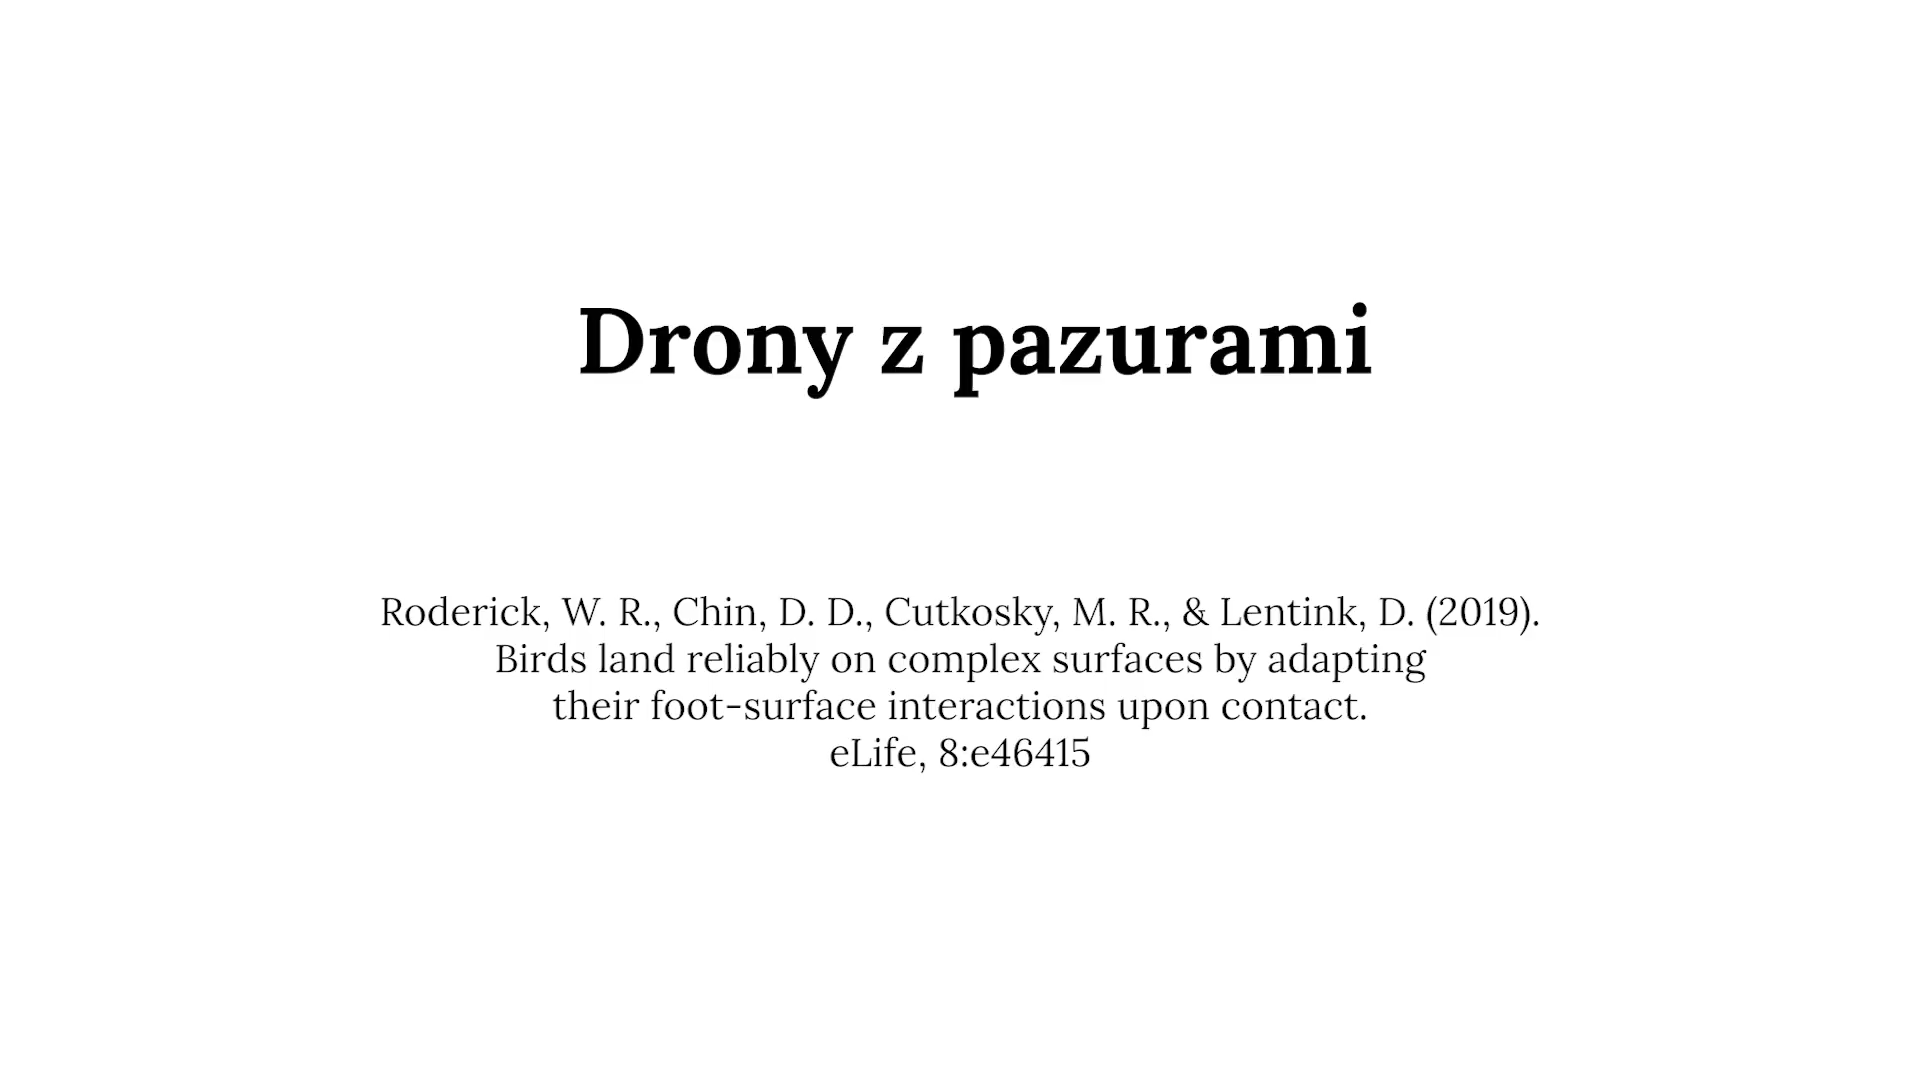 Drony z pazurami
Roderick, W. R., Chin, D. D., Cutkosky, M. R., & Lentink, D. (2019).
Birds land reliably on complex surfaces by adapting
their foot-surface interactions upon contact.
eLife, 8:e46415